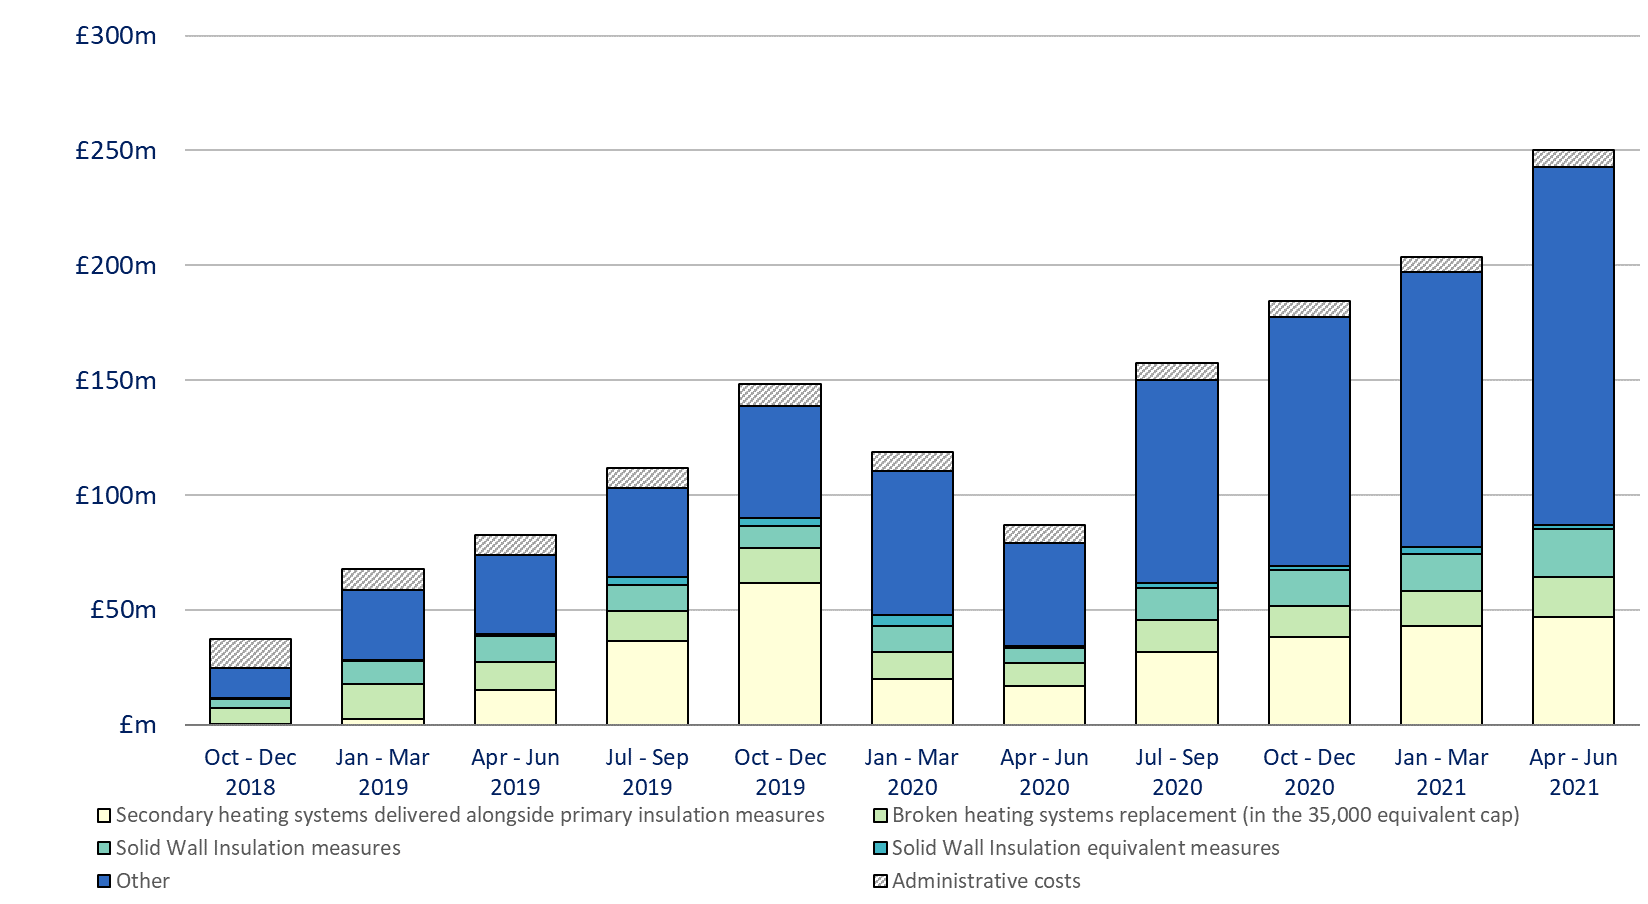 £300m
£250m
£200m
£150m
£100m
£50m
£m
Oct - Dec 2018
Jan - Mar 2019
Apr - Jun 2019
Jul - Sep 2019
Oct - Dec 2019
Jan - Mar 2020
Apr - Jun 2020
Jul - Sep 2020
Oct - Dec 2020
Jan - Mar 2021
Apr - Jun 2021
Secondary heating systems delivered alongside primary insulation measures
Broken heating systems replacement (in the 35,000 equivalent cap)
Solid Wall Insulation measures
Solid Wall Insulation equivalent measures
Other
Administrative costs